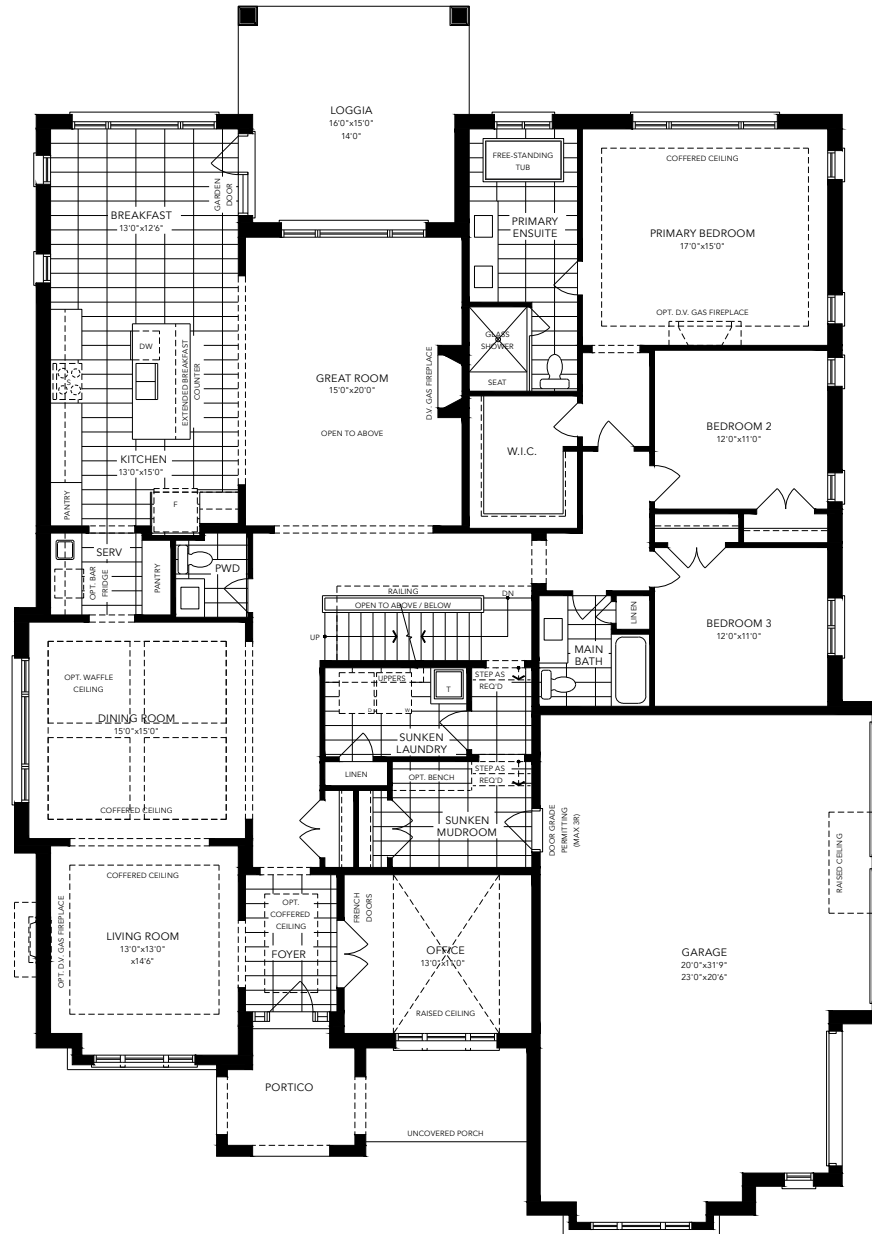 LOGGIA
16'0"x15'0"
14'0"
FREE-STANDING
TUB
COFFERED CEILING
GARDEN
DOOR
BREAKFAST
13'0"x12'6"
PRIMARY
ENSUITE
PRIMARY BEDROOM
17'0"x15'0"
OPT. D.V. GAS FIREPLACE
GLASS
SHOWER
SEAT
DW
EXTENDED BREAKFAST
COUNTER
GREAT ROOM
15'0"x20'0"
OPEN TO ABOVE
D.V. GAS FIREPLACE
BEDROOM 2
12'0"x11'0"
W.I.C.
KITCHEN
13'0"x15'0"
PANTRY
F
SERV
OPT. BAR
FRIDGE
PANTRY
PWD
RAILING
DN
OPEN TO ABOVE / BELOW
UP
LINEN
BEDROOM 3
12'0"x11'0"
MAIN
BATH
OPT. WAFFLE
CEILING
UPPERS
T
D
W
STEP AS
REQ'D
DINING ROOM
15'0"x15'0"
SUNKEN
LAUNDRY
LINEN
OPT. BENCH
STEP AS
REQ'D
COFFERED CEILING
SUNKEN
MUDROOM
DOOR GRADE
PERMITTING
(MAX 3R)
RAISED CEILING
COFFERED CEILING
OPT. D.V. GAS FIREPLACE
LIVING ROOM
13'0"x13'0"
x14'6"
OPT.
COFFERED
CEILING
FOYER
FRENCH
DOORS
OFFICE
13'0"x11'0"
RAISED CEILING
GARAGE
20'0"x31'9"
23'0"x20'6"
PORTICO
UNCOVERED PORCH